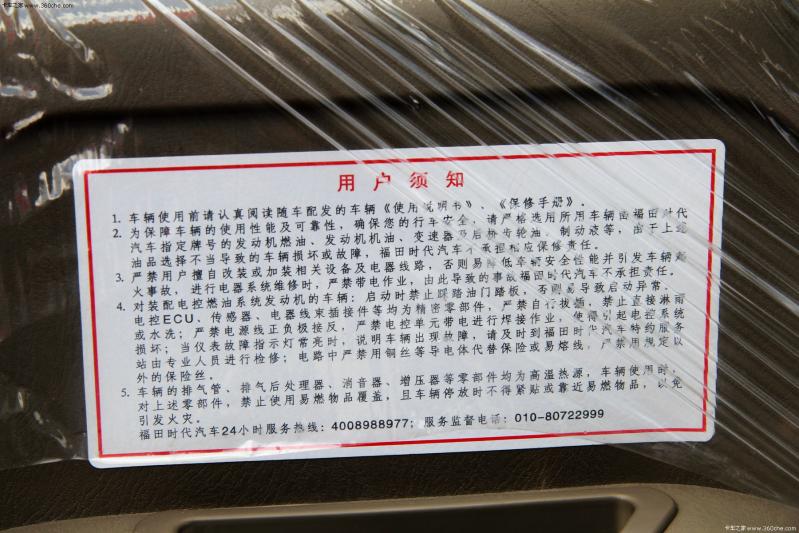 卡车之家 www.360che.com
用户须知
1. 车辆使用前请认真阅读随车配发的车辆《使用说明书》、《保修手册》。
2. 为保障车辆的使用性能及可靠性，确保您的行车安全，请严格选用所用车辆函福田时代
汽车指定牌号的发动机燃油、发动机机油、变速器及后桥齿轮油、制动液等，由于上述
油品选择不当导致的车辆损坏或故障，福田时代汽车不承担相应保修责任。
3. 严禁用户擅自改装或加装相关设备及电器线路，否则易降低车辆安全性能并引发车辆
火事故，进行电器系统维修时，严禁带电作业，由此导致的事故福田时代汽车不承担责任。
4. 对装配电控燃油系统发动机的车辆：启动时禁止踩踏油门踏板，否则易导致启动异常。
电控ECU、传感器、电器线束插接件等均为精密零部件，严禁自行拔插，禁止直接淋雨
或水洗；严禁电源线正负极接反，严禁电控单元带电进行焊接作业，使得引起电控系统
损坏；当仪表故障指示灯常亮时，说明车辆出现故障，请及时到福田时代汽车特约服务
站由专业人员进行检修；电路中严禁用铜丝等导电体代替保险或易熔线，严禁用规定以
外的保险丝。
5. 车辆的排气管、排气后处理器、消音器、增压器等零部件均为高温热源，车辆使用时，
对上述零部件，禁止使用易燃物品覆盖，且车辆停放时不得紧贴或靠近易燃物品，以免
引发火灾。
福田时代汽车24小时服务热线：4008988977；服务监督电话：010-80722999
卡车之家 www.360che.com